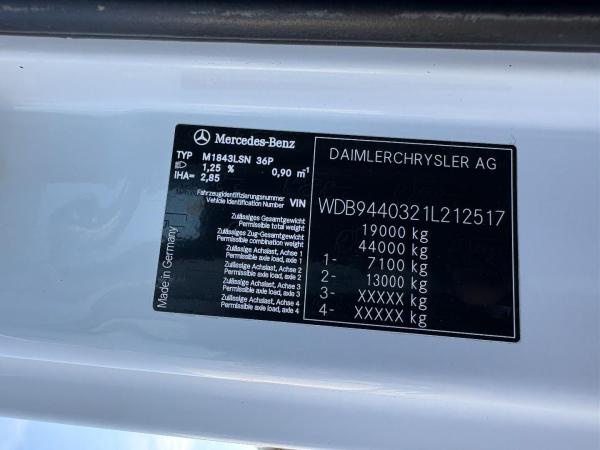 Mercedes-Benz
TYP M1843LSN 36P
1,25 % 0,90 m⁻¹
IHA= 2,85
Fahrzeugidentifizierungsnummer
Vehicle Identification Number VIN
Zulässiges Gesamtgewicht
Permissible total weight
Zulässiges Zug-Gesamtgewicht
Permissible combination weight
Zulässige Achslast, Achse 1
Permissible axle load, axle 1
Zulässige Achslast, Achse 2
Permissible axle load, axle 2
Zulässige Achslast, Achse 3
Permissible axle load, axle 3
Zulässige Achslast, Achse 4
Permissible axle load, axle 4
Made in Germany
DAIMLERCHRYSLER AG
WDB9440321L212517
19000 kg
44000 kg
1- 7100 kg
2- 13000 kg
3- XXXXX kg
4- XXXXX kg